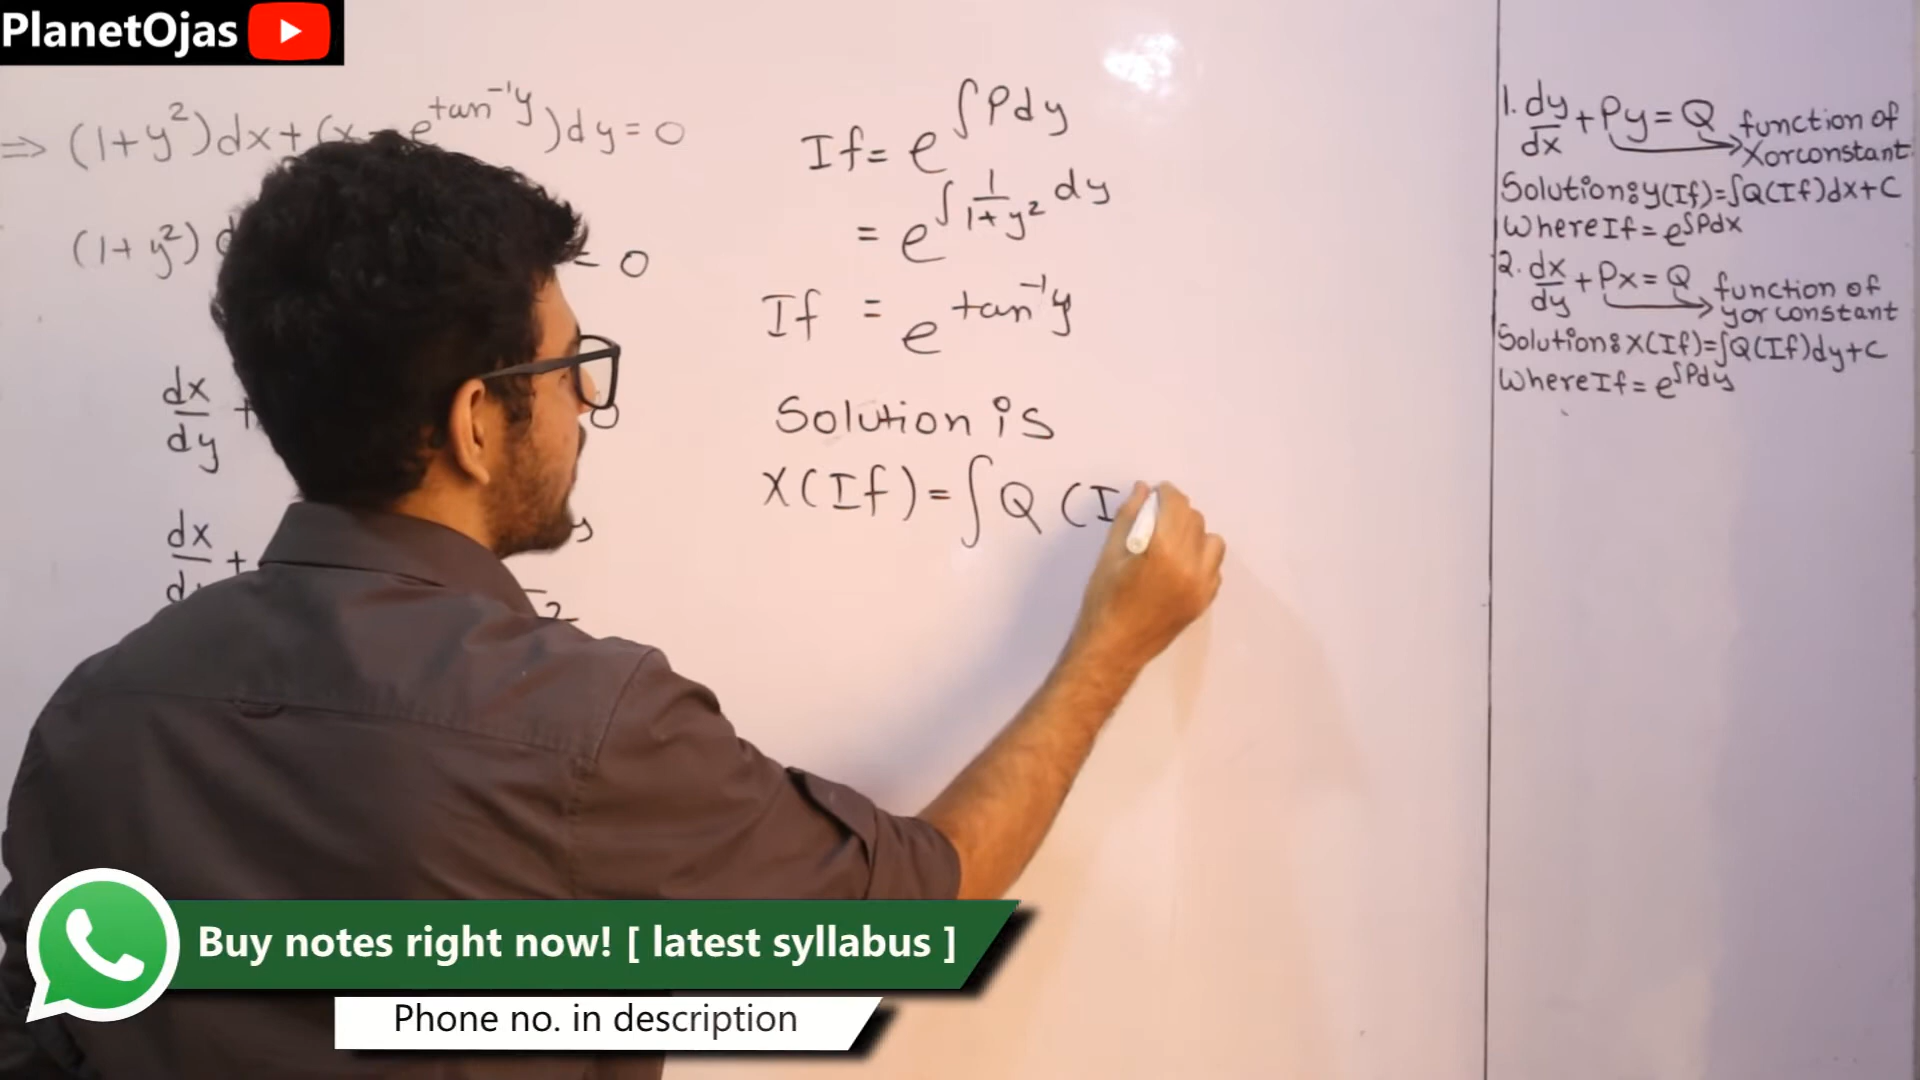 PlanetOjas
⇒ (1+y²)dx+(x-e^tan⁻¹y)dy=0
(1+y²) = 0
dx/dy +
dx +
If= e^∫Pdy
= e^∫1/1+y² dy
If = e^tan⁻¹y
Solution is
X(If)=∫Q (I
1. dy/dx +Py=Q function of
Xorconstant
Solution: y(If)=∫Q(If)dx+C
Where If= e^∫Pdx
2. dx/dy +Px=Q function of
yor constant
Solution: X(If)=∫Q(If)dy+C
Where If= e^∫Pdy
Buy notes right now! [ latest syllabus ]
Phone no. in description